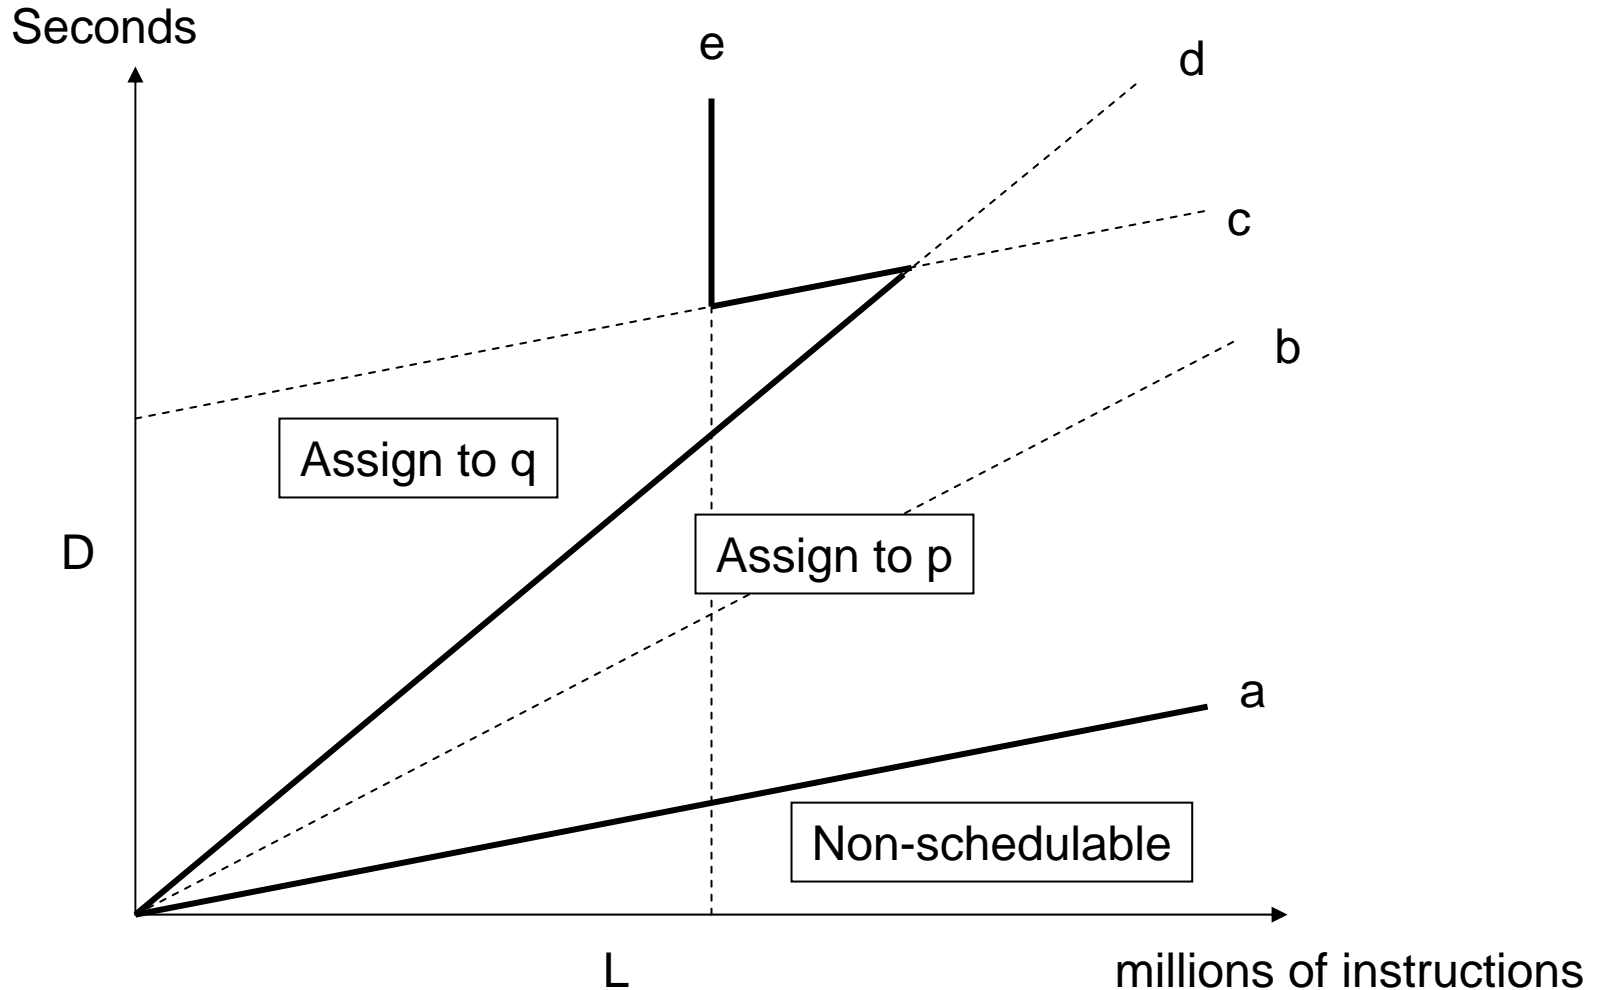 Seconds
e
d
c
b
Assign to q
D
Assign to p
a
Non-schedulable
L
millions of instructions